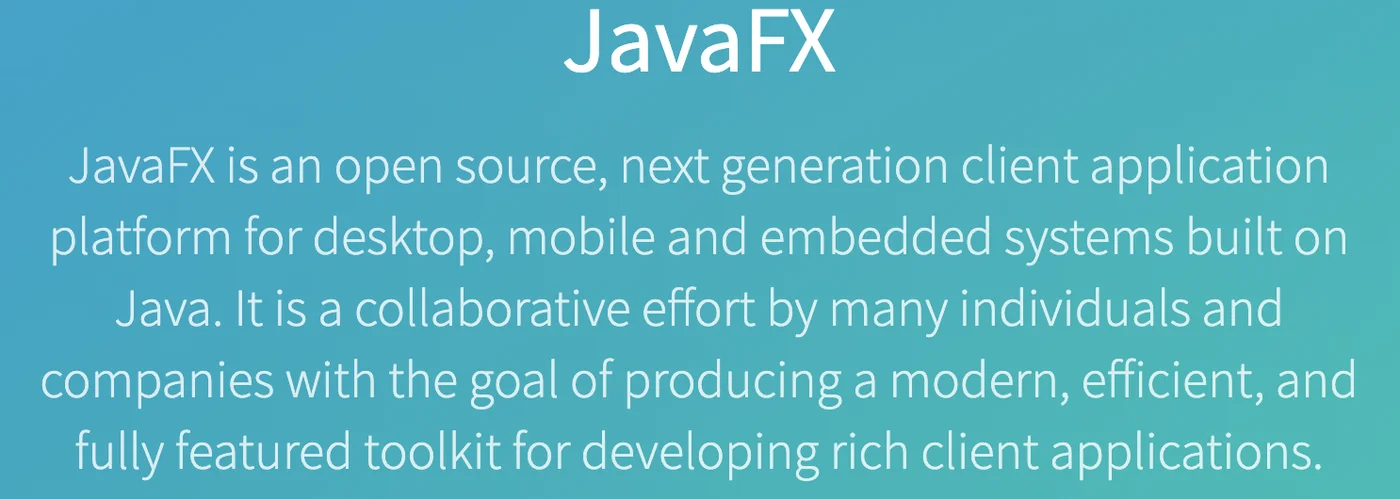 JavaFX
JavaFX is an open source, next generation client application
platform for desktop, mobile and embedded systems built on
Java. It is a collaborative effort by many individuals and
companies with the goal of producing a modern, efficient, and
fully featured toolkit for developing rich client applications.